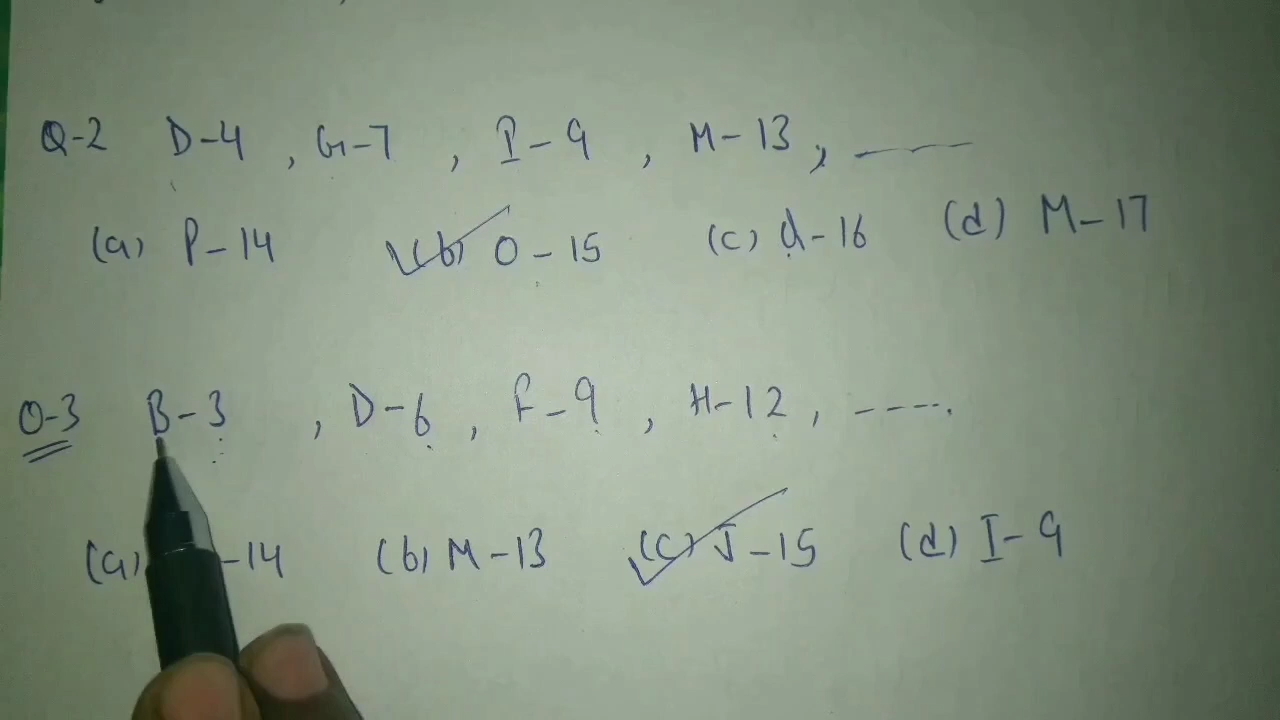 Q-2 D-4 , G-7 , I-9 , M-13 , ——
(a) P-14 (b) O-15 (c) Q-16 (d) M-17
Q-3 B-3 , D-6 , F-9 , H-12 , ----.
(a) -14 (b) M-13 (c) J-15 (d) I-9